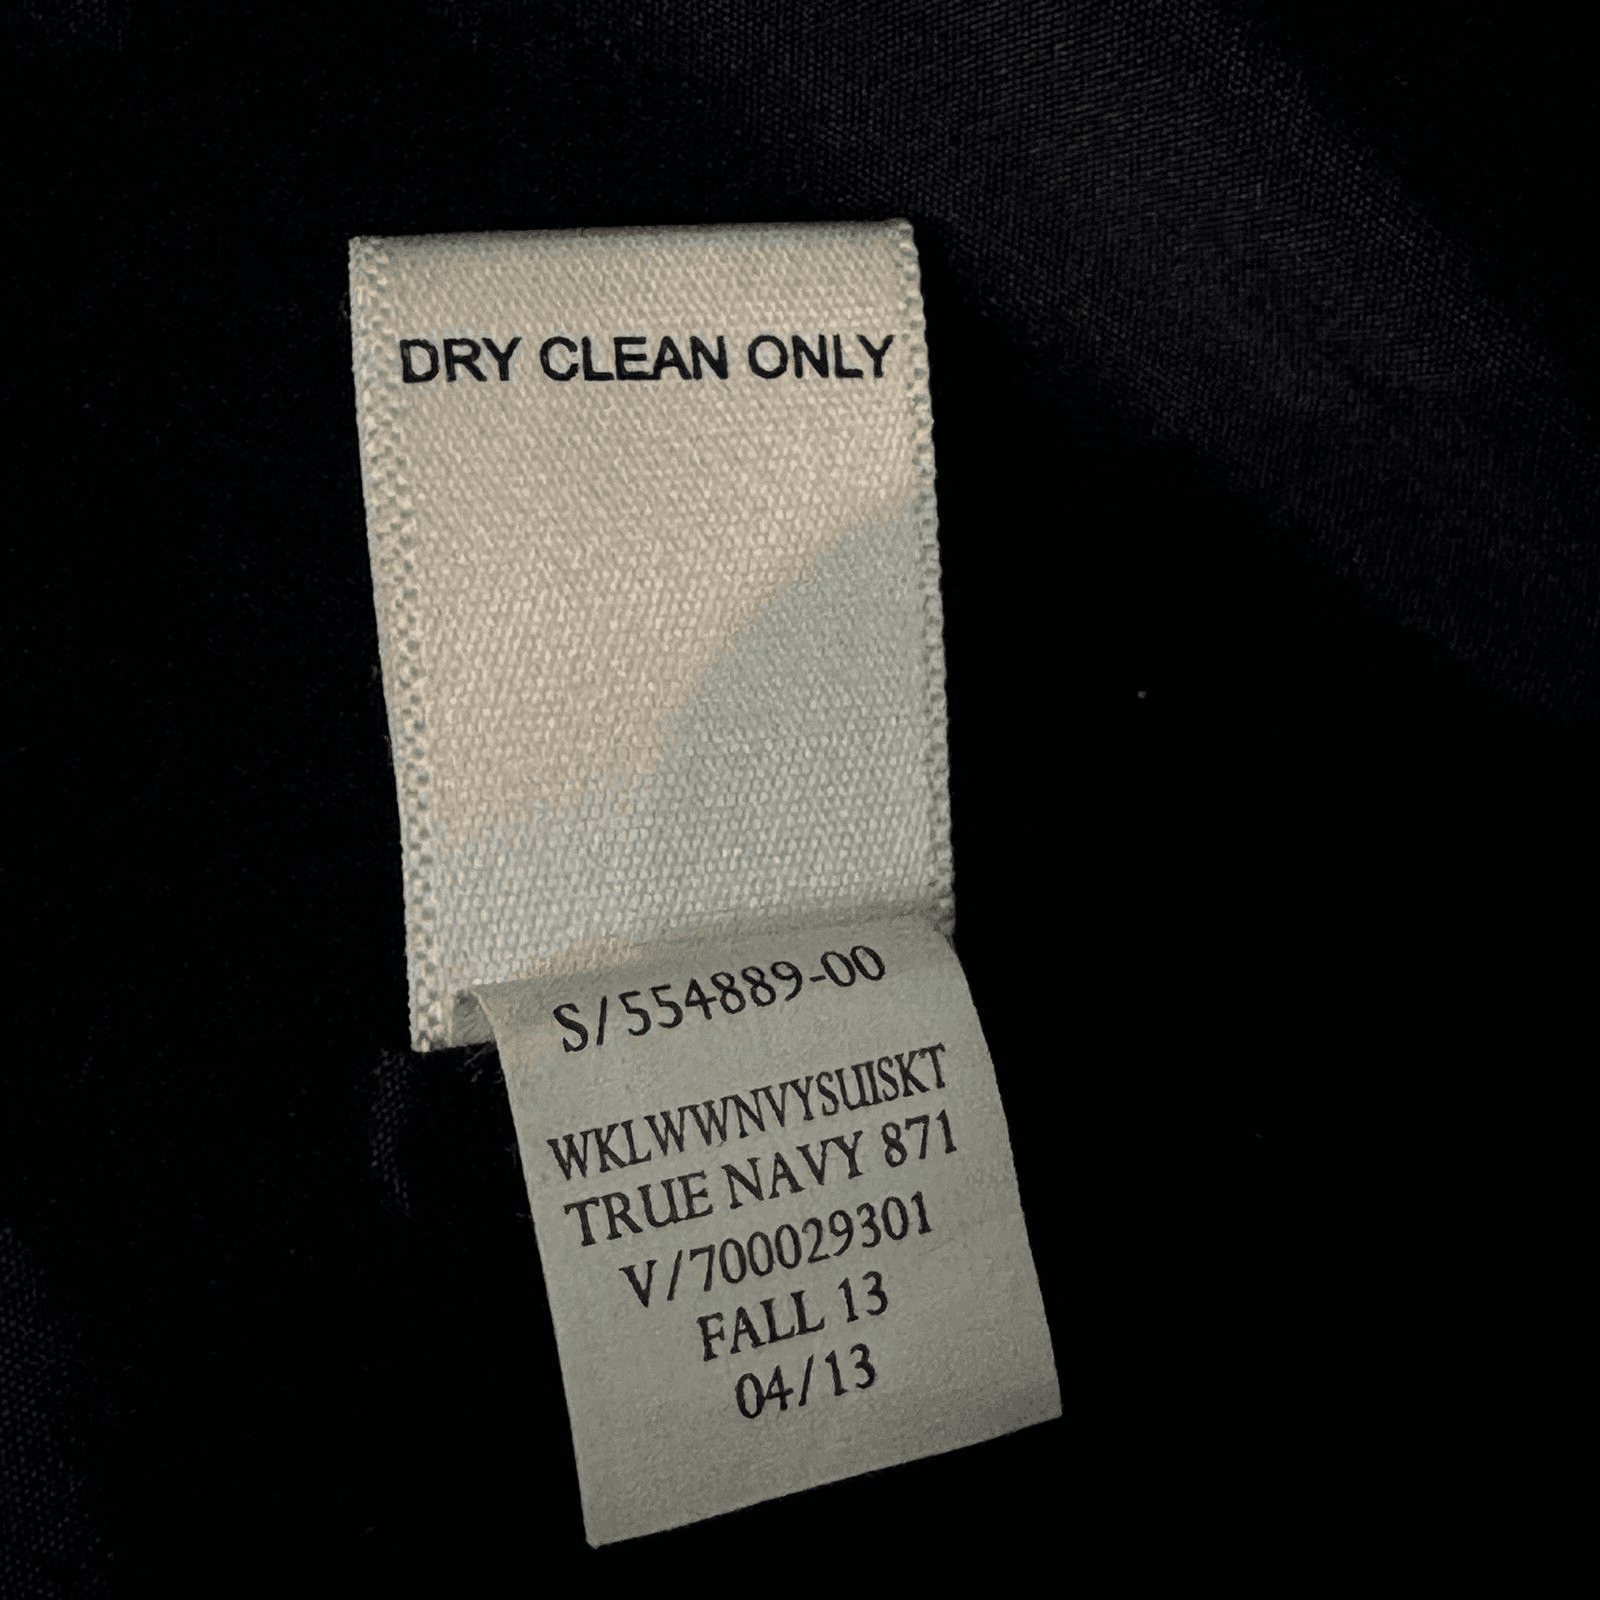 DRY CLEAN ONLY
S/554889-00
WKLWWNVYSUISKT
TRUE NAVY 871
V/700029301
FALL 13
04/13